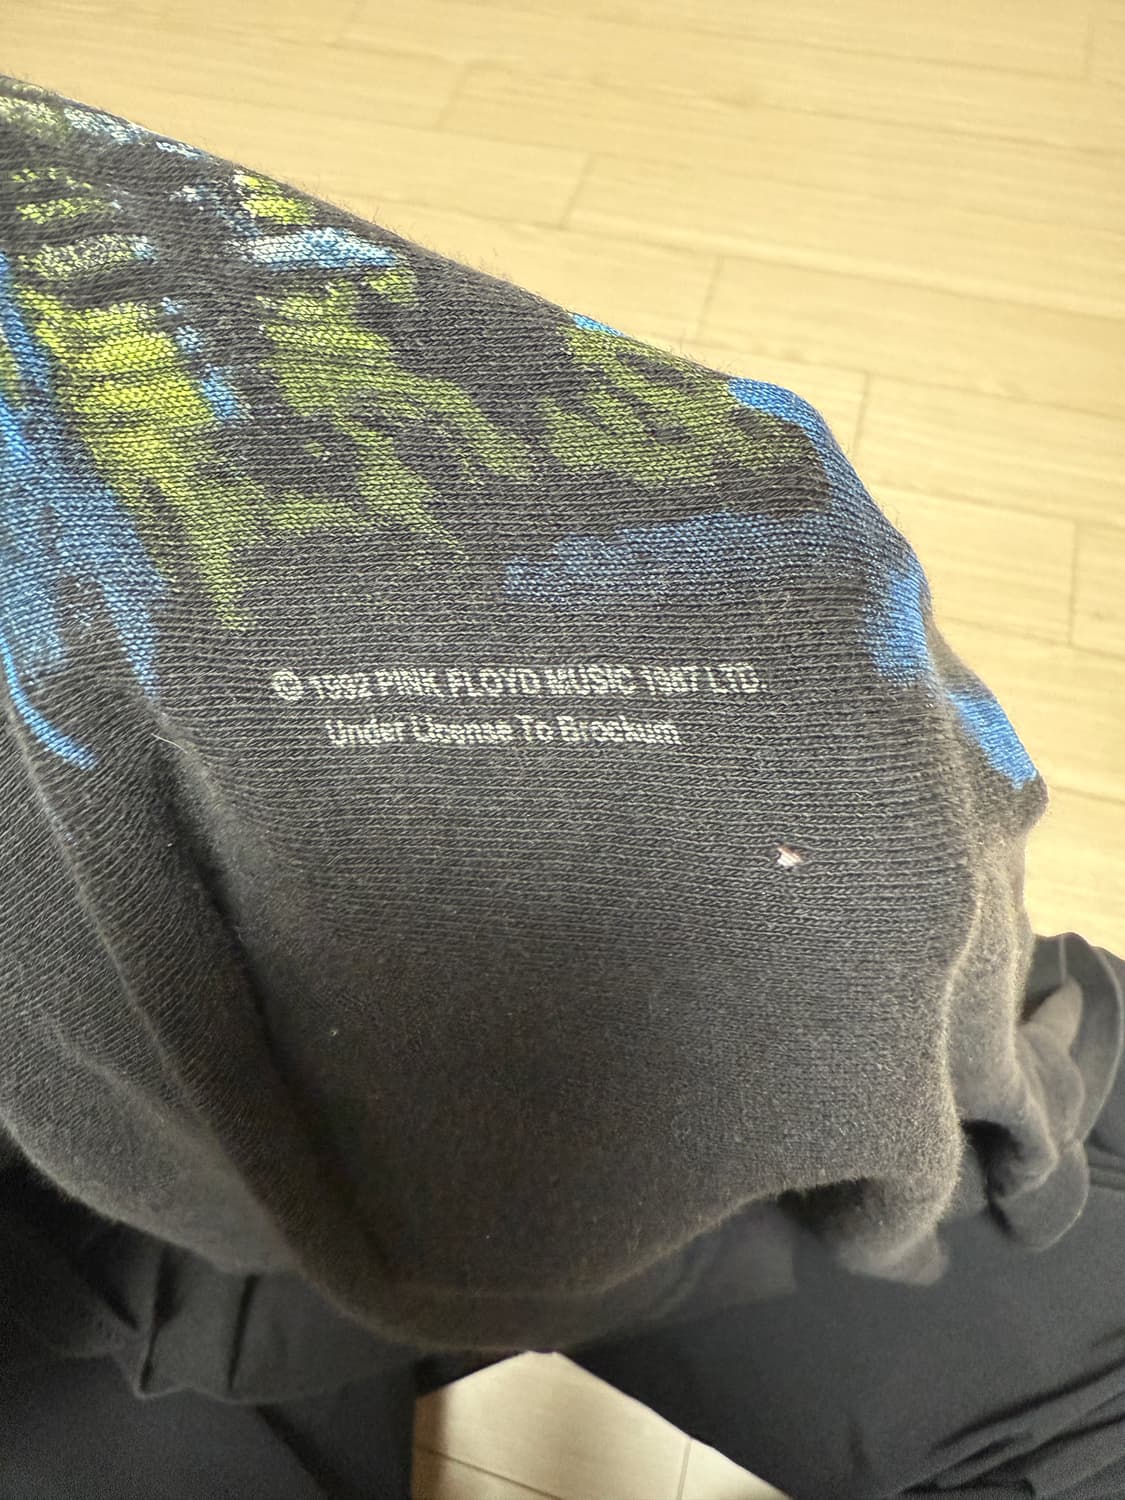 © 1992 PINK FLOYD MUSIC 1987 LTD.
Under License To Brockum